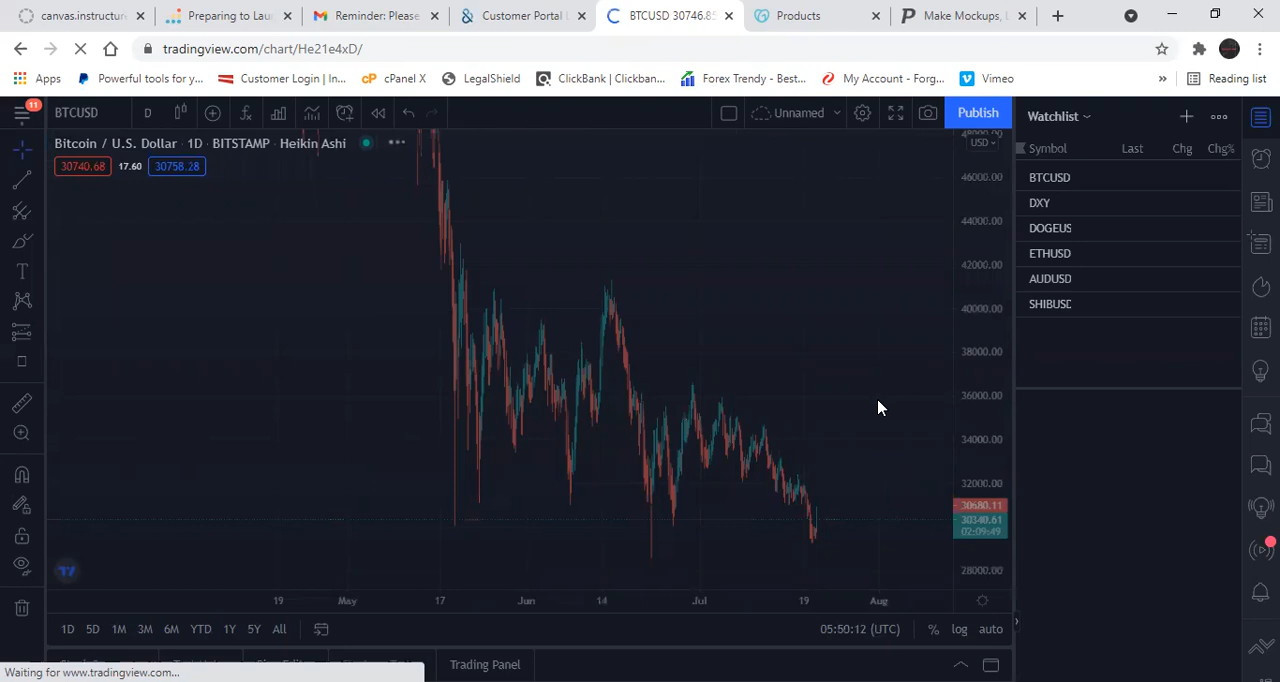 canvas.instructure
Preparing to Lau
Reminder: Please
Customer Portal L
BTCUSD 30746.85
Products
Make Mockups, L
tradingview.com/chart/He21e4xD/
Apps
Powerful tools for y...
Customer Login | In...
cPanel X
LegalShield
ClickBank | Clickban...
Forex Trendy - Best...
My Account - Forg...
Vimeo
»
Reading list
11
BTCUSD
D
Unnamed
Publish
Watchlist
Bitcoin / U.S. Dollar · 1D · BITSTAMP · Heikin Ashi
USD
30740.68
17.60
30758.28
Symbol
Last
Chg
Chg%
BTCUSD
DXY
DOGEUS
ETHUSD
AUDUSD
SHIBUSD
48000.00
46000.00
44000.00
42000.00
40000.00
38000.00
36000.00
34000.00
32000.00
30680.11
30340.61
02:09:49
28000.00
19
May
17
Jun
14
Jul
19
Aug
1D
5D
1M
3M
6M
YTD
1Y
5Y
All
05:50:12 (UTC)
%
log
auto
Trading Panel
Waiting for www.tradingview.com...